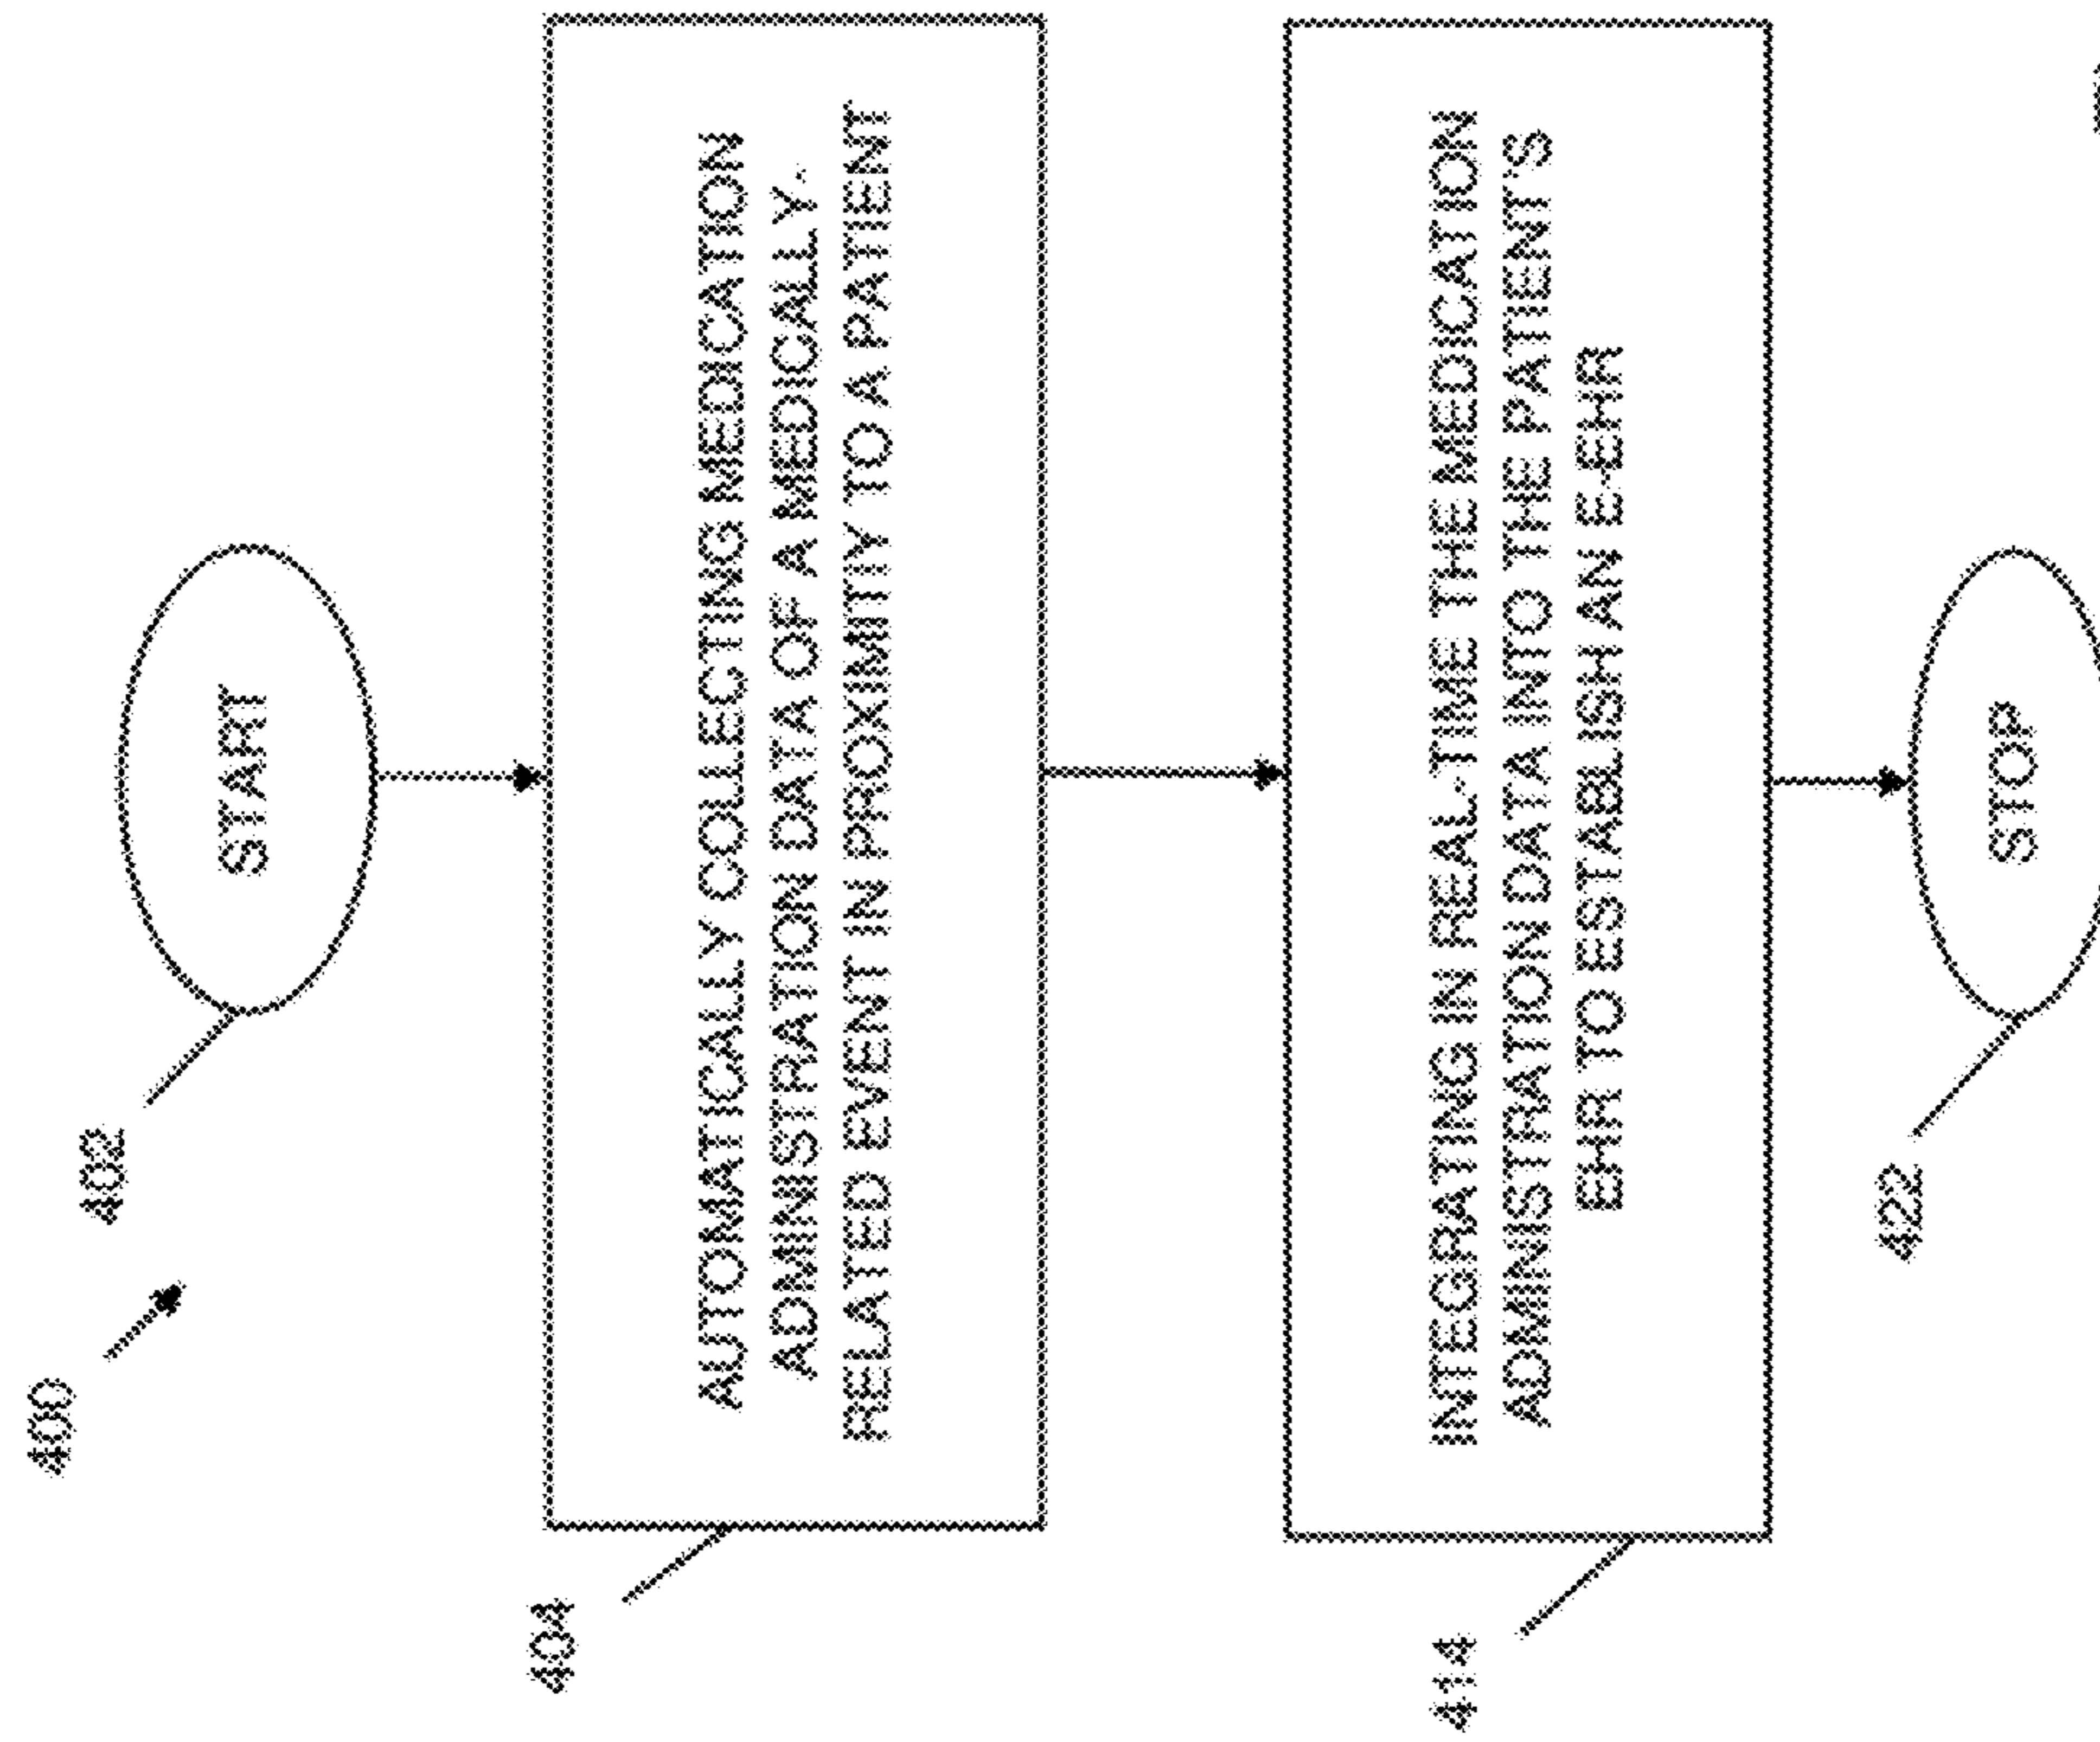 400
402
START
404
AUTOMATICALLY COLLECTING MEDICATION
ADMINISTRATION DATA OF A MEDICALLY-
RELATED EVENT IN PROXIMITY TO A PATIENT
414
INTEGRATING IN REAL-TIME THE MEDICATION
ADMINISTRATION DATA INTO THE PATIENT'S
EHR TO ESTABLISH AN E-EHR
422
STOP